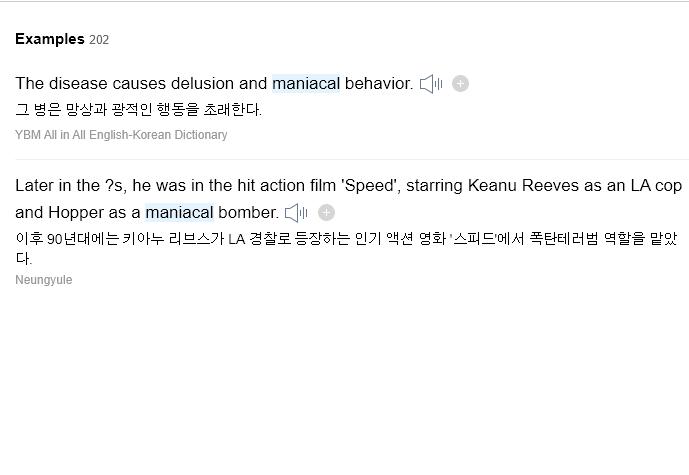 Examples 202
The disease causes delusion and maniacal behavior.
그 병은 망상과 광적인 행동을 초래한다.
YBM All in All English-Korean Dictionary
Later in the ?s, he was in the hit action film 'Speed', starring Keanu Reeves as an LA cop
and Hopper as a maniacal bomber.
이후 90년대에는 키아누 리브스가 LA 경찰로 등장하는 인기 액션 영화 '스피드'에서 폭탄테러범 역할을 맡았
다.
Neungyule